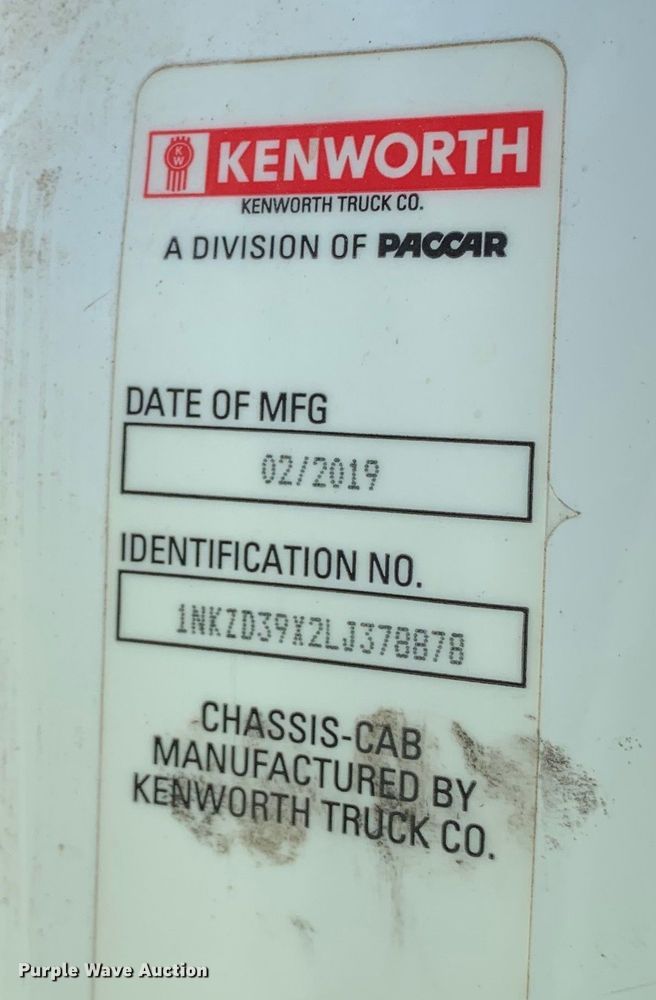 KW
KENWORTH
KENWORTH TRUCK CO.
A DIVISION OF PACCAR
DATE OF MFG
02/2019
IDENTIFICATION NO.
1NKZD39X2LJ378878
CHASSIS-CAB
MANUFACTURED BY
KENWORTH TRUCK CO.
Purple Wave Auction